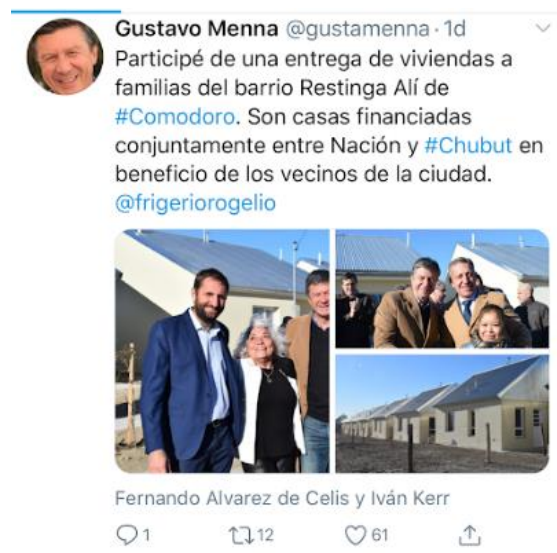 Gustavo Menna @gustamenna · 1d
Participé de una entrega de viviendas a
familias del barrio Restinga Alí de
#Comodoro. Son casas financiadas
conjuntamente entre Nación y #Chubut en
beneficio de los vecinos de la ciudad.
@frigeriorogelio
Fernando Alvarez de Celis y Iván Kerr
1 12 61